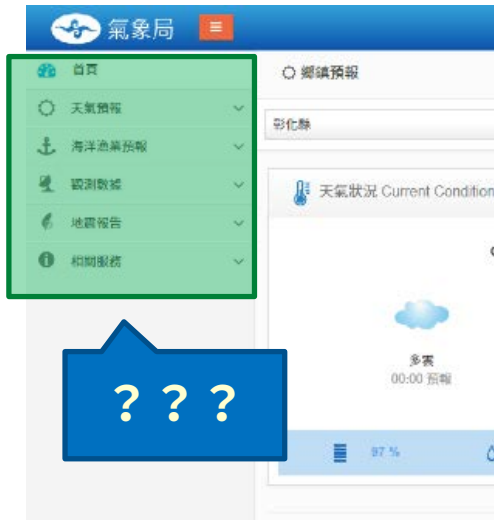 氣象局
首頁
鄉鎮預報
天氣預報
彰化縣
海洋漁業預報
觀測數據
天氣狀況 Current Condition
地震報告
相關服務
多雲
00:00 預報
???
97 %